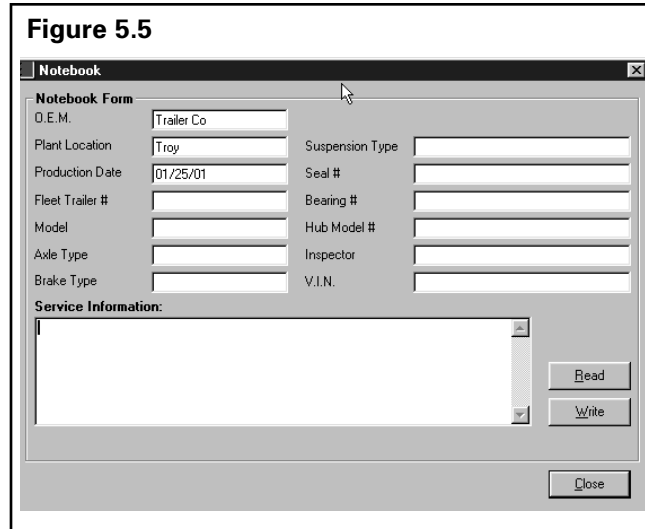 Figure 5.5
Notebook
Notebook Form
O.E.M. Trailer Co
Plant Location Troy Suspension Type
Production Date 01/25/01 Seal #
Fleet Trailer # Bearing #
Model Hub Model #
Axle Type Inspector
Brake Type V.I.N.
Service Information:
Read
Write
Close